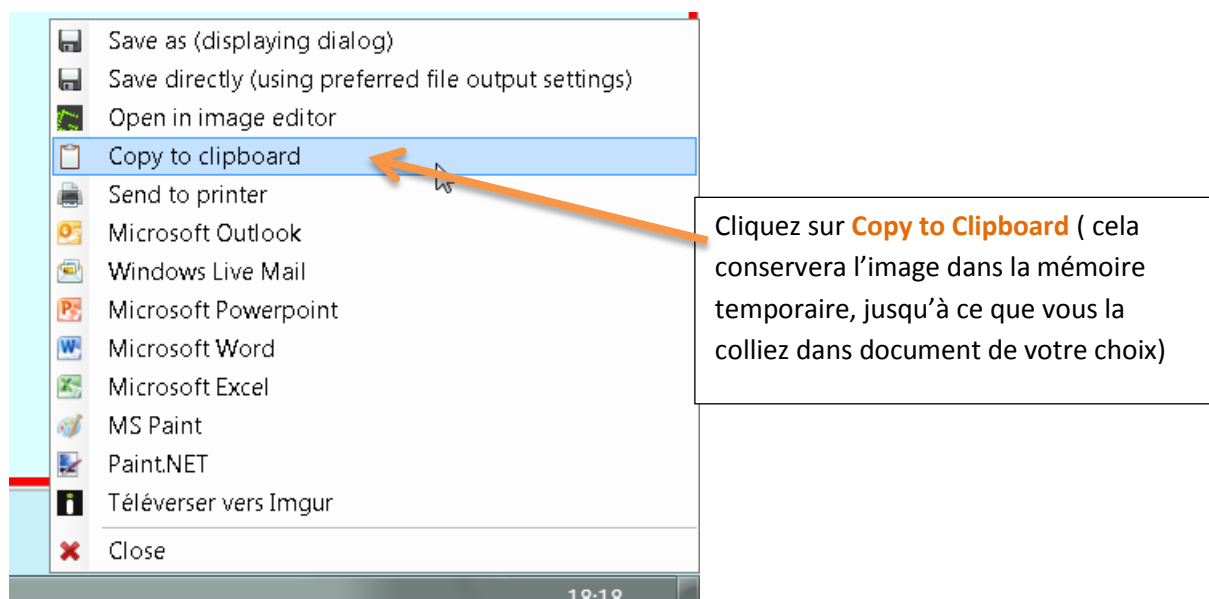 Save as (displaying dialog)
Save directly (using preferred file output settings)
Open in image editor
Copy to clipboard
Send to printer
Microsoft Outlook
Windows Live Mail
Microsoft Powerpoint
Microsoft Word
Microsoft Excel
MS Paint
Paint.NET
Téléverser vers Imgur
Close
18:18
Cliquez sur Copy to Clipboard ( cela
conservera l’image dans la mémoire
temporaire, jusqu’à ce que vous la
colliez dans document de votre choix)